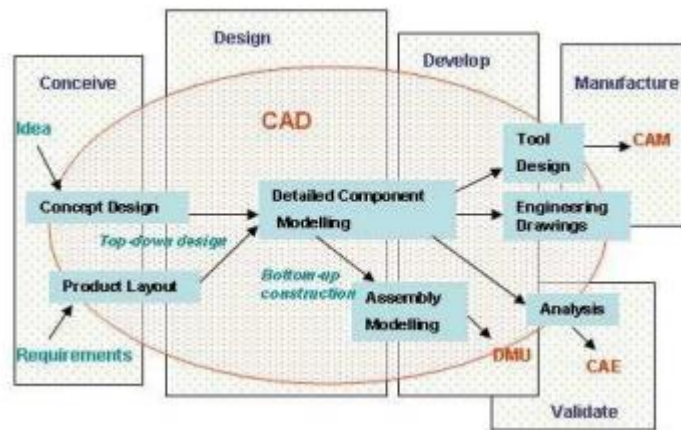 Design
Develop
Conceive
Manufacture
CAD
Idea
Tool
Design
CAM
Detailed Component
Modelling
Concept Design
Engineering
Drawings
Top-down design
Bottom-up
construction
Product Layout
Assembly
Modelling
Analysis
Requirements
DMU
CAE
Validate